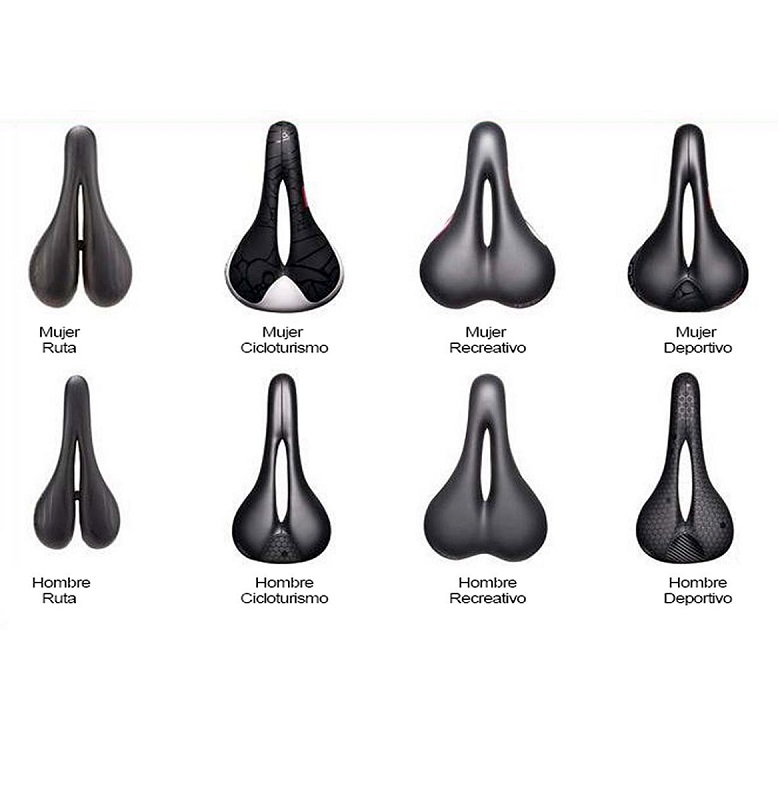 Mujer
Ruta
Mujer
Cicloturismo
Mujer
Recreativo
Mujer
Deportivo
Hombre
Ruta
Hombre
Cicloturismo
Hombre
Recreativo
Hombre
Deportivo